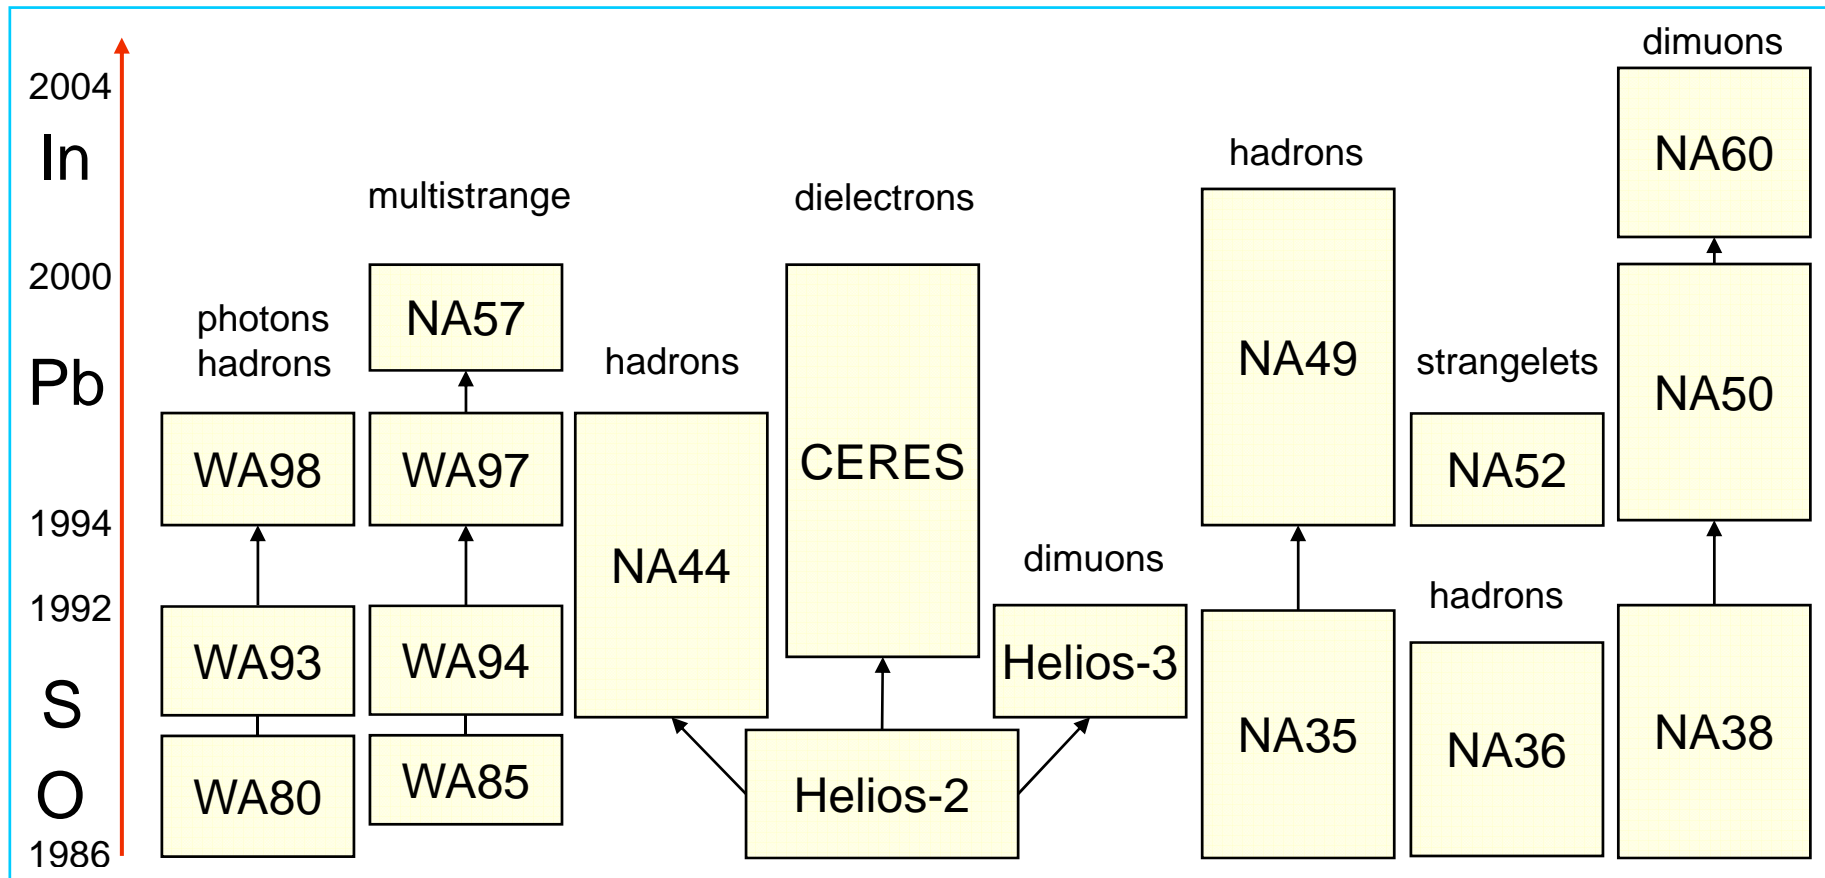 dimuons
2004
In
NA60
hadrons
multistrange
dielectrons
2000
photons
hadrons
NA57
hadrons
NA49
strangelets
Pb
NA50
WA98
WA97
CERES
NA52
1994
NA44
dimuons
1992
hadrons
WA93
WA94
Helios-3
S
NA35
NA36
NA38
O
WA80
WA85
Helios-2
1986